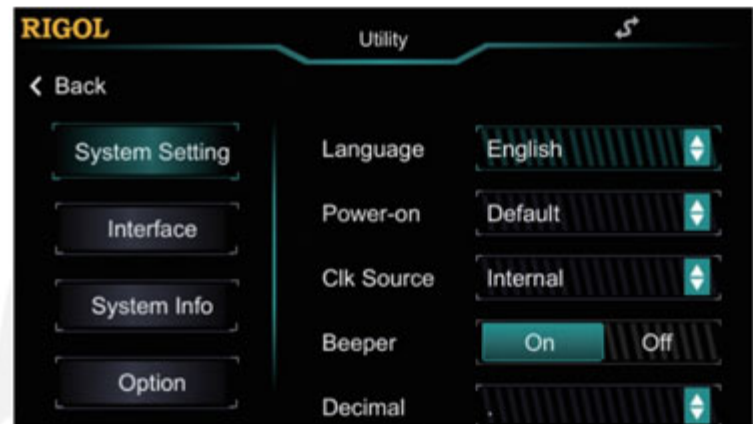 RIGOL
Utility
Back
System Setting
Interface
System Info
Option
Language English
Power-on Default
Clk Source Internal
Beeper On Off
Decimal .